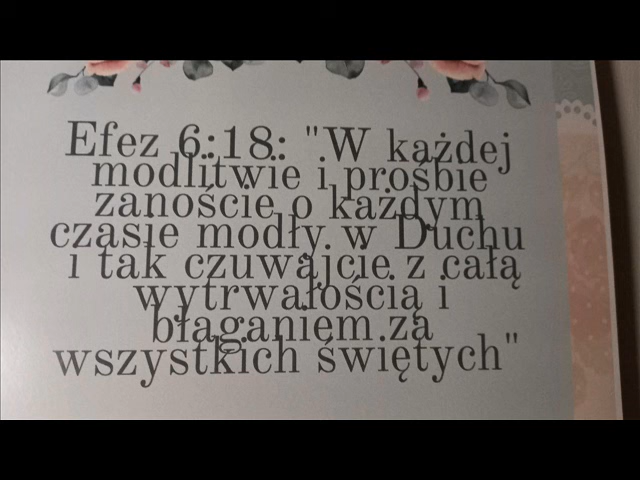 Efez 6:18: "W każdej
modlitwie i prośbie
zanoście o każdym
czasie modły w Duchu
i tak czuwajcie z całą
wytrwałością i
błaganiem za
wszystkich świętych"